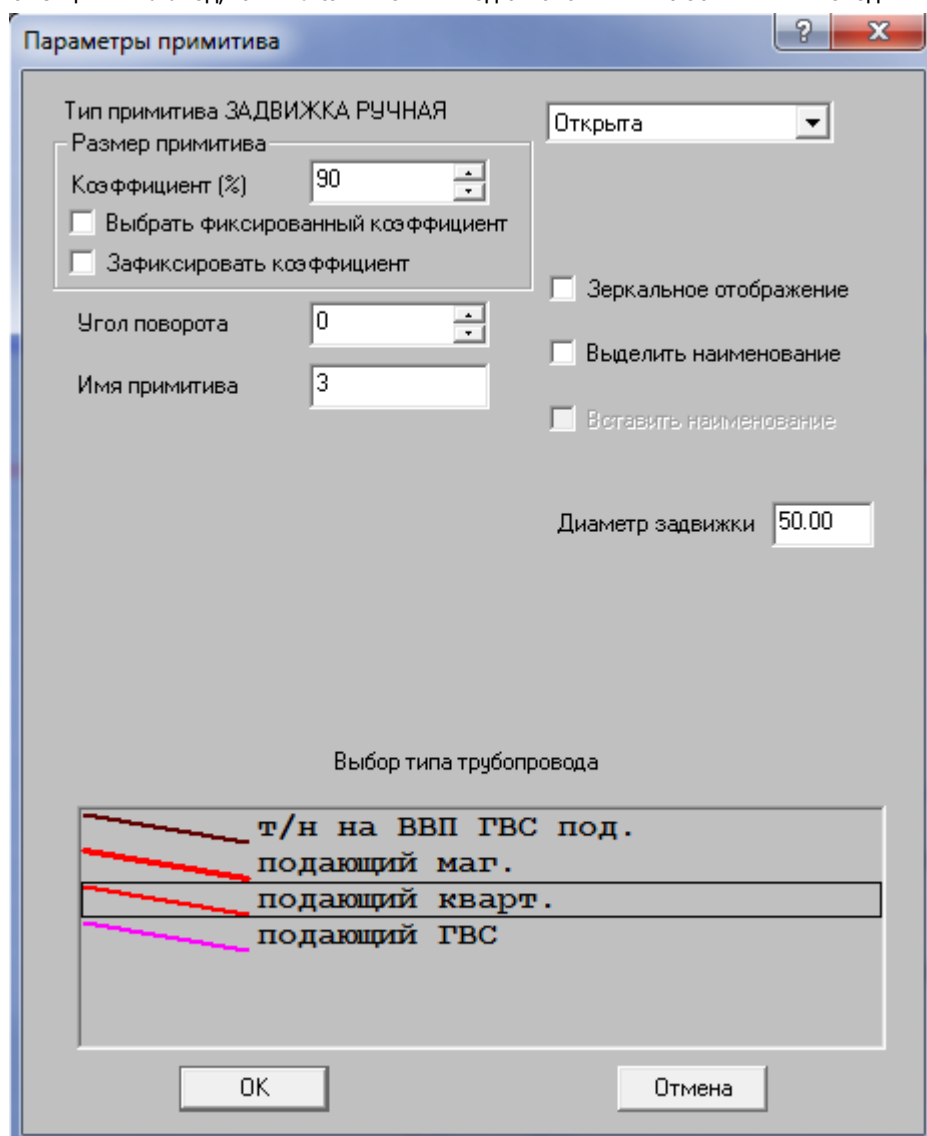 Параметры примитива
Тип примитива ЗАДВИЖКА РУЧНАЯ
Открыта
Размер примитива
Коэффициент (%)
90
Выбрать фиксированный коэффициент
Зафиксировать коэффициент
Зеркальное отображение
Угол поворота
0
Выделить наименование
Имя примитива
3
Вставить наименование
Диаметр задвижки
50.00
Выбор типа трубопровода
т/н на ВВП ГВС под.
подающий маг.
подающий кварт.
подающий ГВС
OK
Отмена